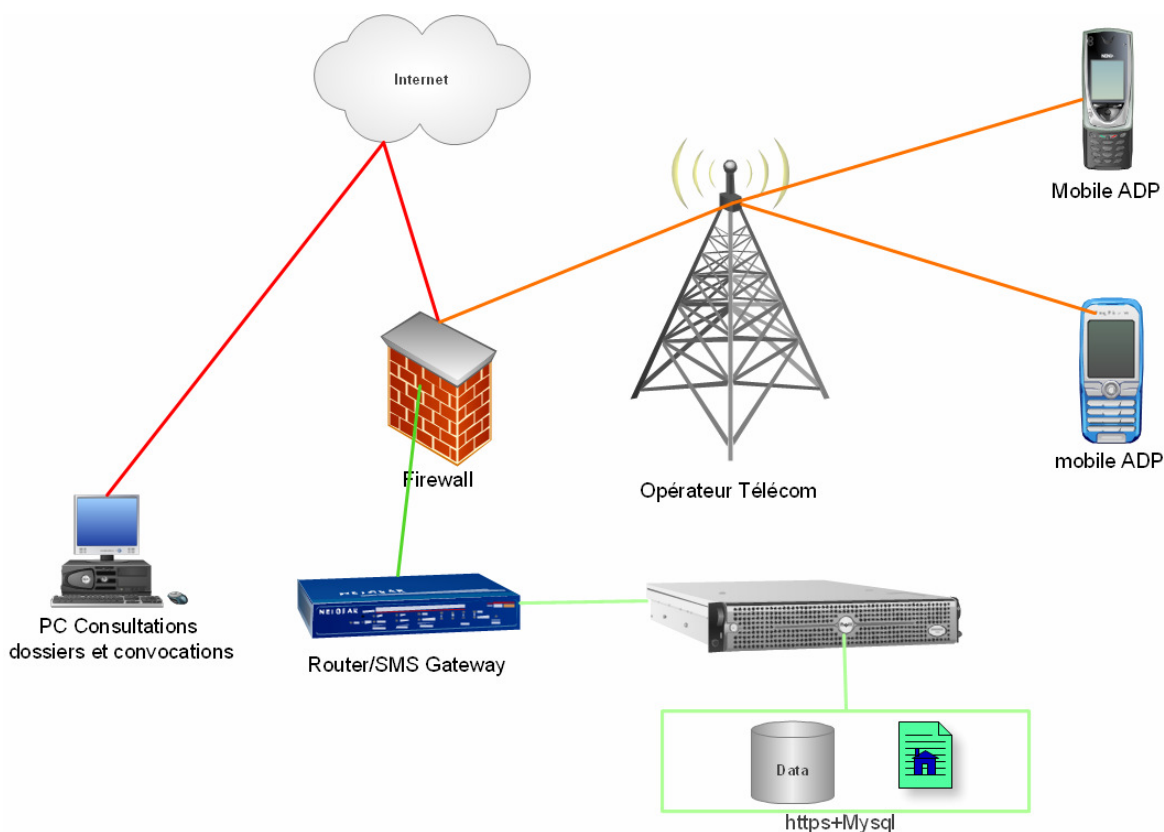 Internet
Mobile ADP
mobile ADP
Firewall
Opérateur Télécom
PC Consultations
dossiers et convocations
NETGEAR
Router/SMS Gateway
Data
https+Mysql